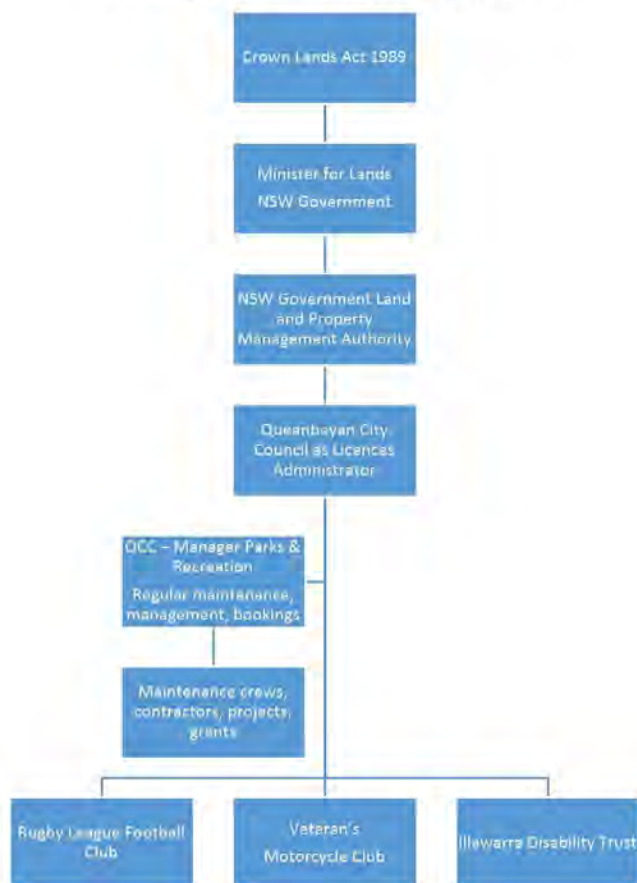 Crown Lands Act 1989
Minister for Lands
NSW Government
NSW Government Land
and Property
Management Authority
Queanbeyan City
Council as Licences
Administrator
QCC – Manager Parks &
Recreation
Regular maintenance,
management, bookings
Maintenance crews,
contractors, projects,
grants
Rugby League Football
Club
Veteran's
Motorcycle Club
Illawarra Disability Trust